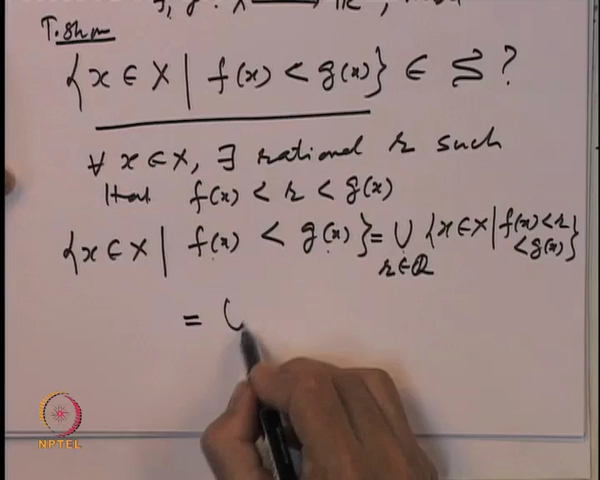 f, g : X → ℝ,
T.Shm
{x ∈ X | f(x) < g(x)} ∈ S ?
∀ x ∈ X, ∃ rational r such
that f(x) < r < g(x)
{x ∈ X | f(x) < g(x)} = ∪ {x ∈ X | f(x) < r
r ∈ ℚ < g(x)}
= ∪
NPTEL